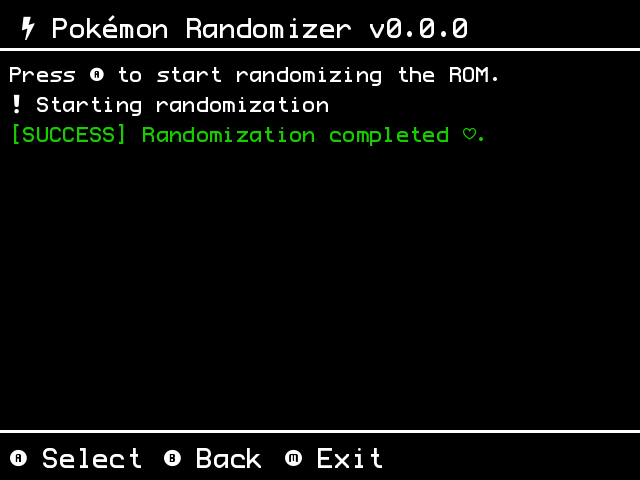 Pokémon Randomizer v0.0.0
Press A to start randomizing the ROM.
! Starting randomization
[SUCCESS] Randomization completed ♡.
A Select B Back M Exit